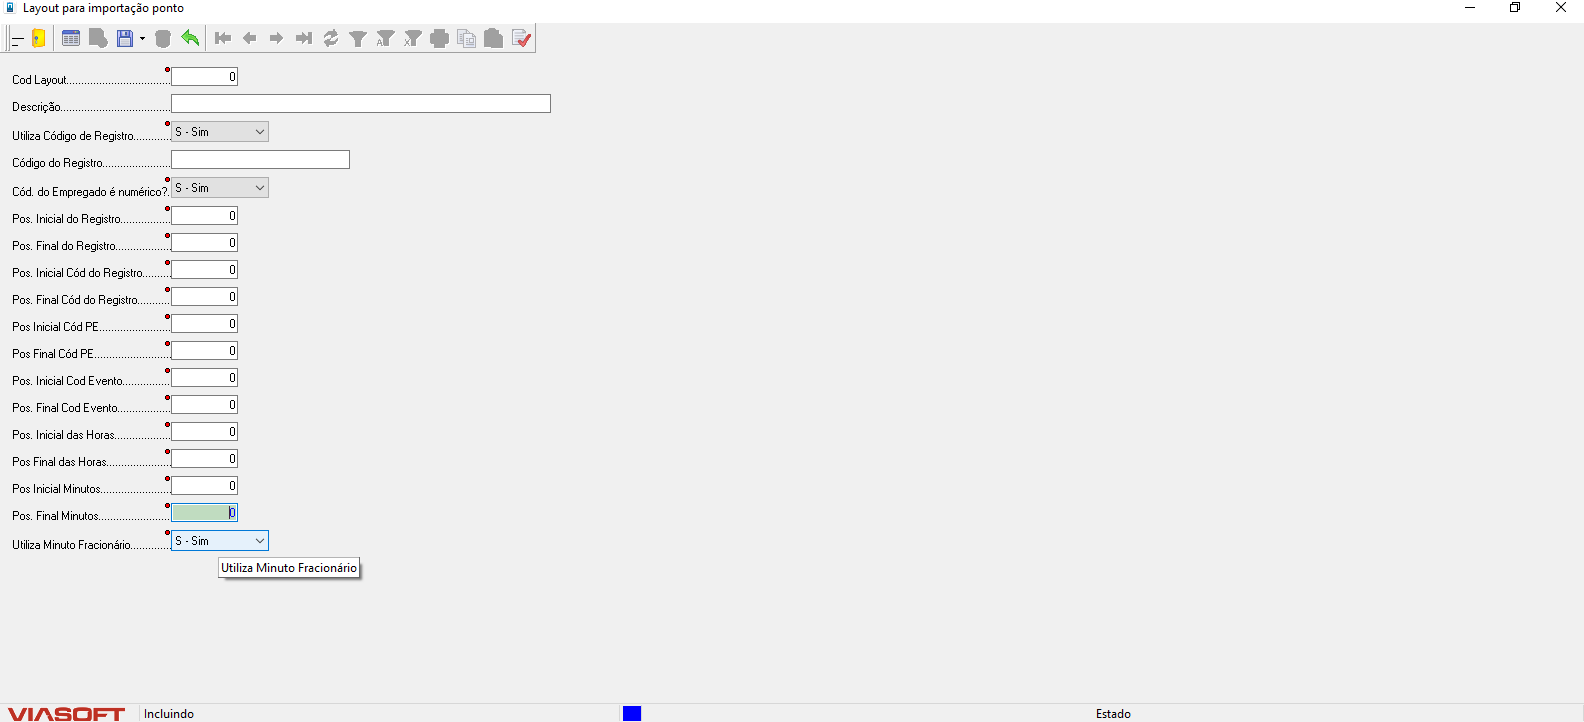 Layout para importação ponto
Cod Layout 0
Descrição
Utiliza Código de Registro S - Sim
Código do Registro
Cód. do Empregado é numérico? S - Sim
Pos. Inicial do Registro 0
Pos. Final do Registro 0
Pos. Inicial Cód do Registro 0
Pos. Final Cód do Registro 0
Pos Inicial Cód PE 0
Pos Final Cód PE 0
Pos. Inicial Cod Evento 0
Pos. Final Cod Evento 0
Pos. Inicial das Horas 0
Pos Final das Horas 0
Pos Inicial Minutos 0
Pos. Final Minutos 0
Utiliza Minuto Fracionário S - Sim
Utiliza Minuto Fracionário
VIASOFT Incluindo Estado